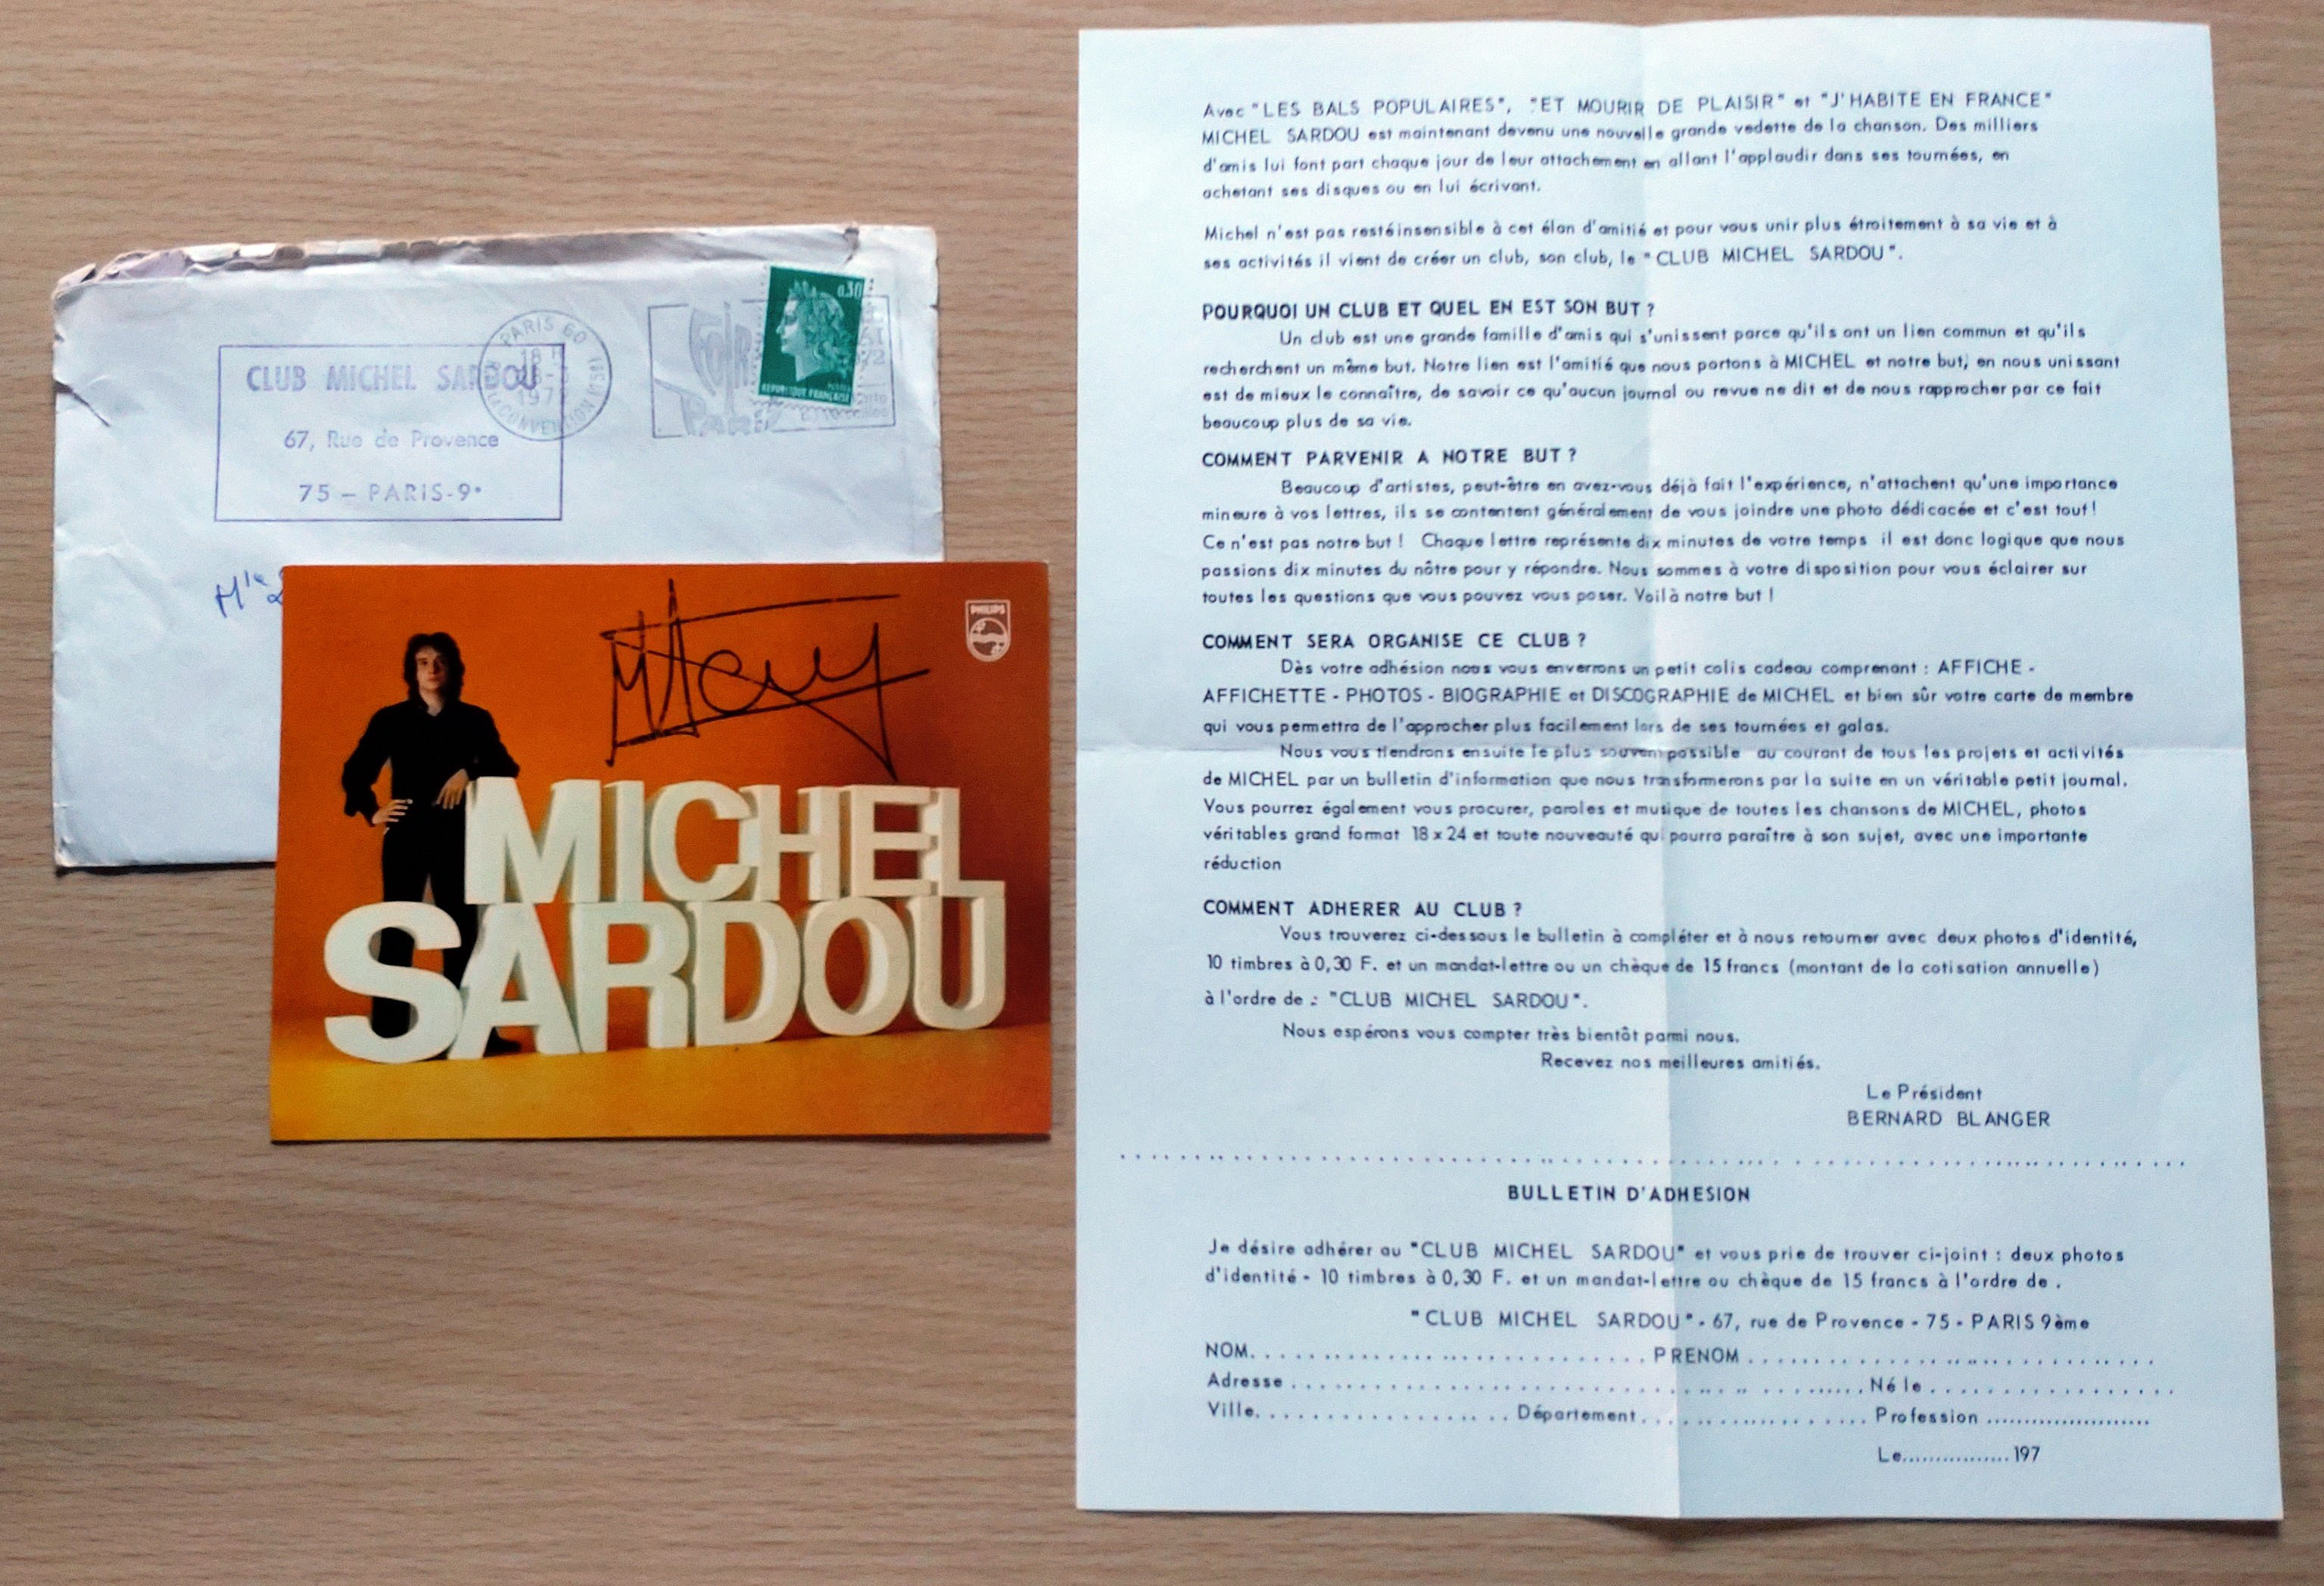 CLUB MICHEL SARDOU
67, Rue de Provence
75 - PARIS-9e
PARIS 60
18 H
197
R. DE LA CONVENTION (15E)
0,30
REPUBLIQUE FRANÇAISE
Mlle
PHILIPS
MICHEL
SARDOU
Avec "LES BALS POPULAIRES", "ET MOURIR DE PLAISIR" et "J'HABITE EN FRANCE"
MICHEL SARDOU est maintenant devenu une nouvelle grande vedette de la chanson. Des milliers
d'amis lui font part chaque jour de leur attachement en allant l'applaudir dans ses tournées, en
achetant ses disques ou en lui écrivant.
Michel n'est pas resté insensible à cet élan d'amitié et pour vous unir plus étroitement à sa vie et à
ses activités il vient de créer un club, son club, le "CLUB MICHEL SARDOU".
POURQUOI UN CLUB ET QUEL EN EST SON BUT ?
Un club est une grande famille d'amis qui s'unissent parce qu'ils ont un lien commun et qu'ils
recherchent un même but. Notre lien est l'amitié que nous portons à MICHEL et notre but, en nous unissant
est de mieux le connaître, de savoir ce qu'aucun journal ou revue ne dit et de nous rapprocher par ce fait
beaucoup plus de sa vie.
COMMENT PARVENIR A NOTRE BUT ?
Beaucoup d'artistes, peut-être en avez-vous déjà fait l'expérience, n'attachent qu'une importance
mineure à vos lettres, ils se contentent généralement de vous joindre une photo dédicacée et c'est tout !
Ce n'est pas notre but ! Chaque lettre représente dix minutes de votre temps il est donc logique que nous
passions dix minutes du nôtre pour y répondre. Nous sommes à votre disposition pour vous éclairer sur
toutes les questions que vous pouvez vous poser. Voilà notre but !
COMMENT SERA ORGANISE CE CLUB ?
Dès votre adhésion nous vous enverrons un petit colis cadeau comprenant : AFFICHE -
AFFICHETTE - PHOTOS - BIOGRAPHIE et DISCOGRAPHIE de MICHEL et bien sûr votre carte de membre
qui vous permettra de l'approcher plus facilement lors de ses tournées et galas.
Nous vous tiendrons ensuite le plus souvent possible au courant de tous les projets et activités
de MICHEL par un bulletin d'information que nous transformerons par la suite en un véritable petit journal.
Vous pourrez également vous procurer, paroles et musique de toutes les chansons de MICHEL, photos
véritables grand format 18 x 24 et toute nouveauté qui pourra paraître à son sujet, avec une importante
réduction
COMMENT ADHERER AU CLUB ?
Vous trouverez ci-dessous le bulletin à compléter et à nous retourner avec deux photos d'identité,
10 timbres à 0,30 F. et un mandat-lettre ou un chèque de 15 francs (montant de la cotisation annuelle)
à l'ordre de : "CLUB MICHEL SARDOU".
Nous espérons vous compter très bientôt parmi nous.
Recevez nos meilleures amitiés.
Le Président
BERNARD BLANGER
BULLETIN D'ADHESION
Je désire adhérer au "CLUB MICHEL SARDOU" et vous prie de trouver ci-joint : deux photos
d'identité - 10 timbres à 0,30 F. et un mandat-lettre ou chèque de 15 francs à l'ordre de .
"CLUB MICHEL SARDOU" - 67, rue de Provence - 75 - PARIS 9ème
NOM. . . . . . . . . . PRENOM . . . . . . . . . .
Adresse . . . . . . . . . . Né le . . . . . . . . . .
Ville. . . . . . . . . . Département. . . . . . . . . . Profession ..........
Le..................197